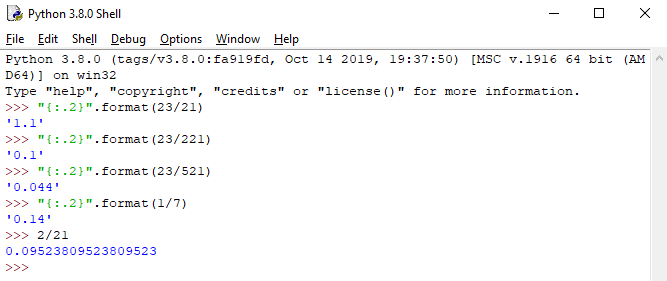 Python 3.8.0 Shell
File Edit Shell Debug Options Window Help
Python 3.8.0 (tags/v3.8.0:fa919fd, Oct 14 2019, 19:37:50) [MSC v.1916 64 bit (AM
D64)] on win32
Type "help", "copyright", "credits" or "license()" for more information.
>>> "{:.2}".format(23/21)
'1.1'
>>> "{:.2}".format(23/221)
'0.1'
>>> "{:.2}".format(23/521)
'0.044'
>>> "{:.2}".format(1/7)
'0.14'
>>> 2/21
0.09523809523809523
>>>